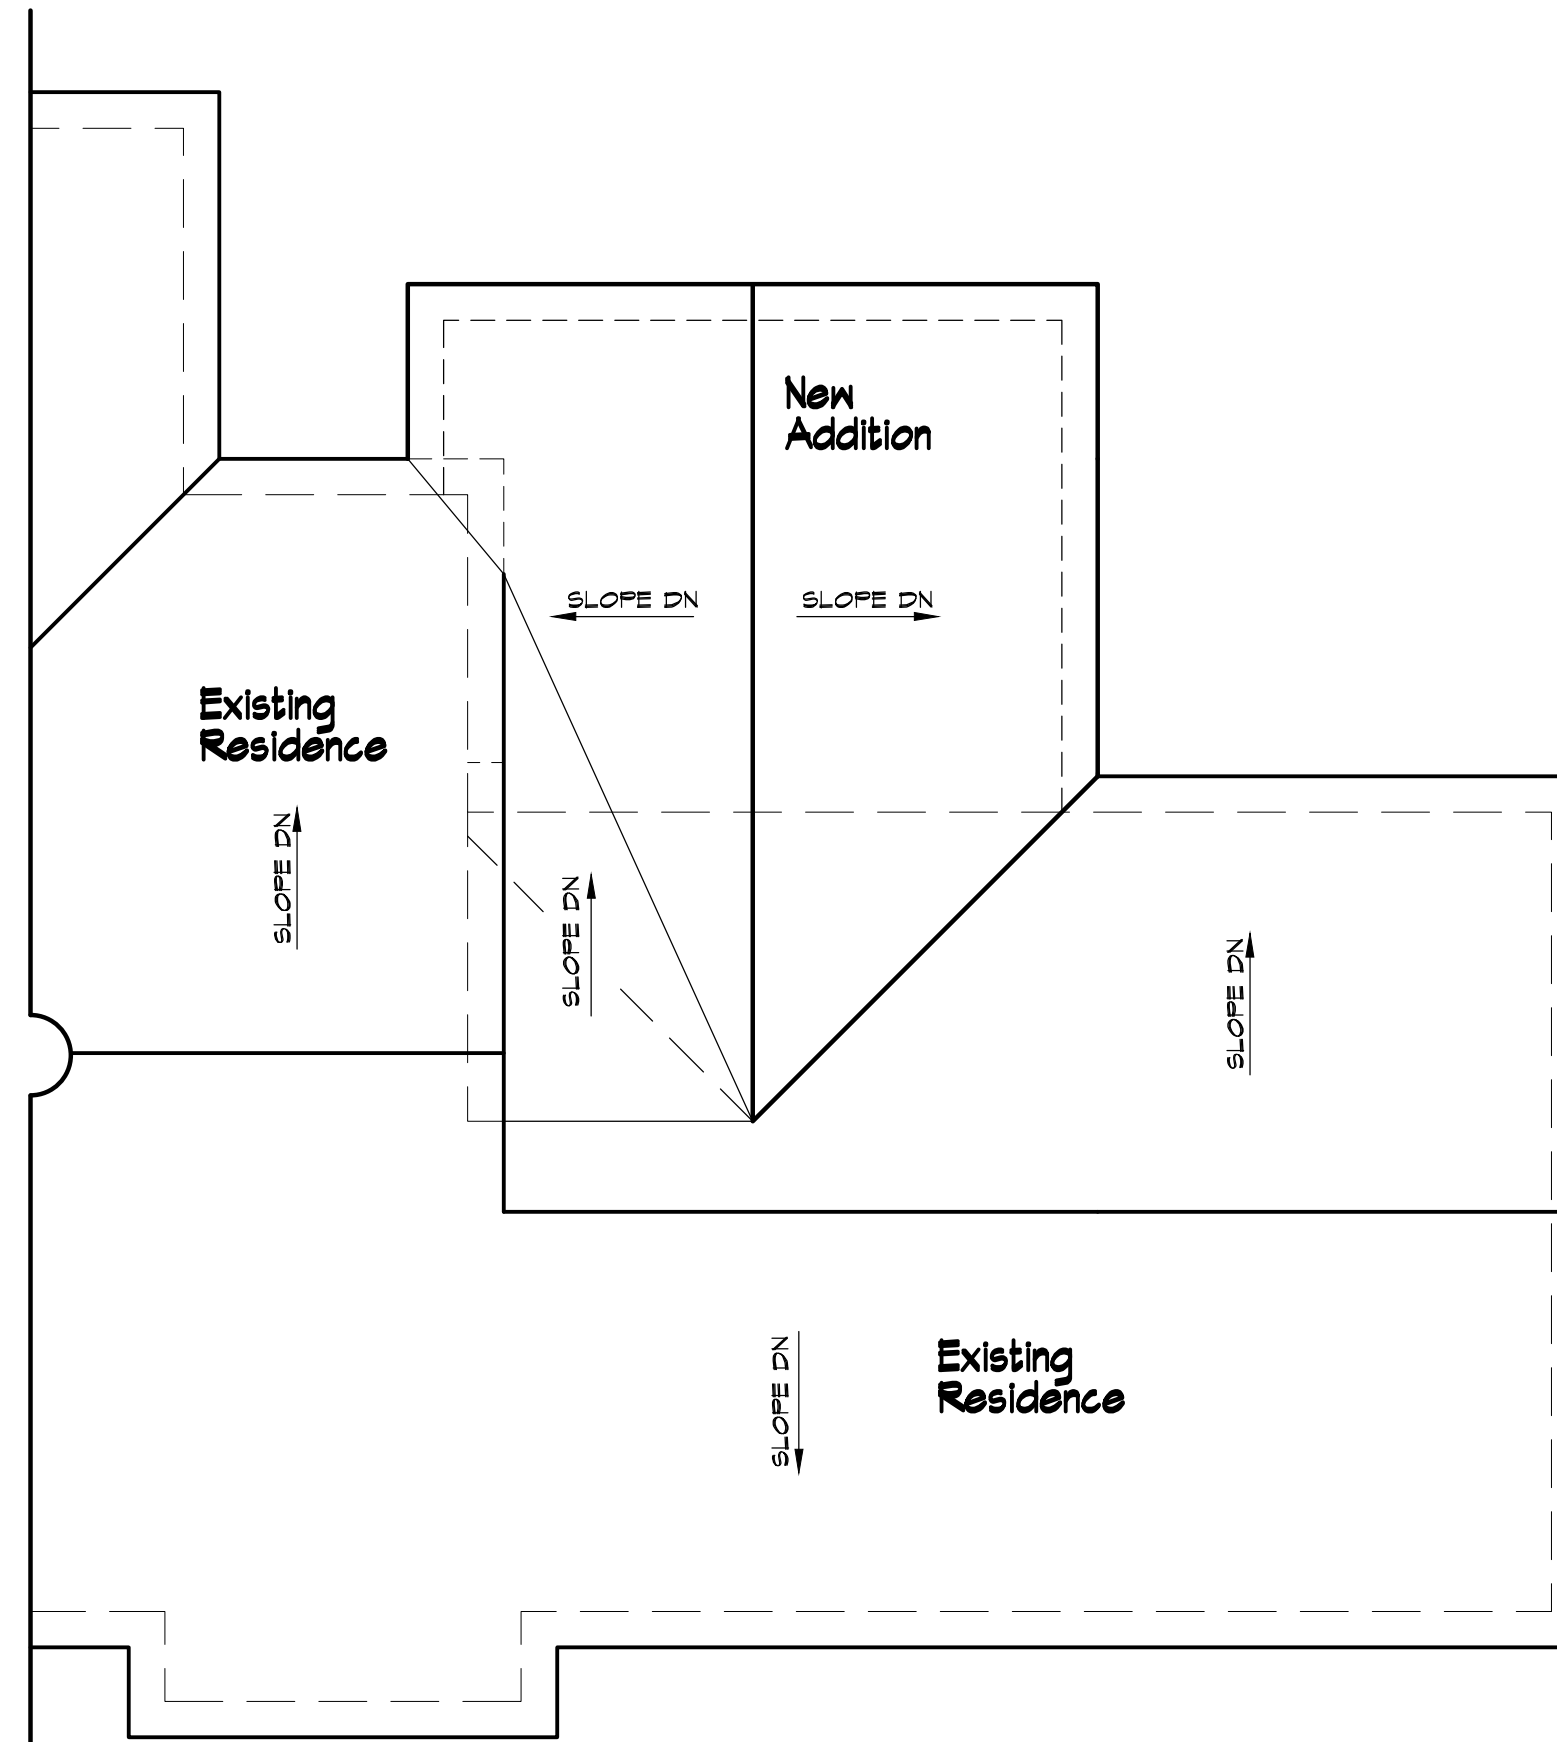 New
Addition
SLOPE DN
SLOPE DN
Existing
Residence
SLOPE DN
SLOPE DN
SLOPE DN
Existing
Residence
SLOPE DN